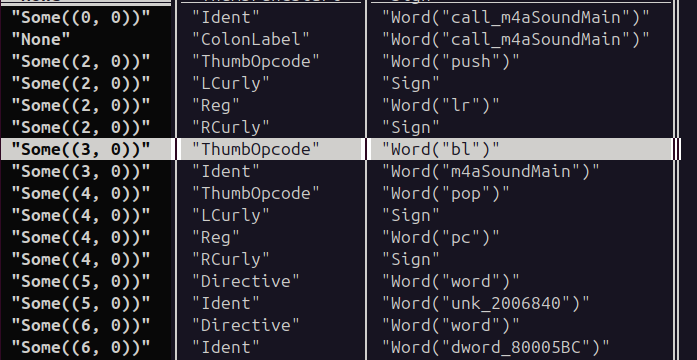 "Some((0, 0))" "Ident" "Word("call_m4aSoundMain")"
"None" "ColonLabel" "Word("call_m4aSoundMain")"
"Some((2, 0))" "ThumbOpcode" "Word("push")"
"Some((2, 0))" "LCurly" "Sign"
"Some((2, 0))" "Reg" "Word("lr")"
"Some((2, 0))" "RCurly" "Sign"
"Some((3, 0))" "ThumbOpcode" "Word("bl")"
"Some((3, 0))" "Ident" "Word("m4aSoundMain")"
"Some((4, 0))" "ThumbOpcode" "Word("pop")"
"Some((4, 0))" "LCurly" "Sign"
"Some((4, 0))" "Reg" "Word("pc")"
"Some((4, 0))" "RCurly" "Sign"
"Some((5, 0))" "Directive" "Word("word")"
"Some((5, 0))" "Ident" "Word("unk_2006840")"
"Some((6, 0))" "Directive" "Word("word")"
"Some((6, 0))" "Ident" "Word("dword_80005BC")"